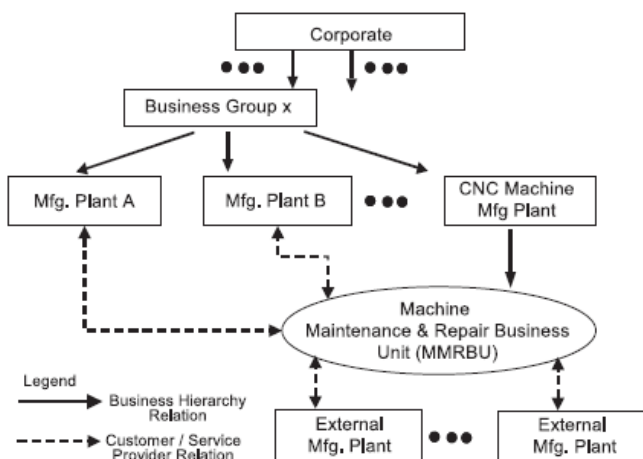 Corporate
Business Group x
Mfg. Plant A
Mfg. Plant B
CNC Machine
Mfg Plant
Machine
Maintenance & Repair Business
Unit (MMRBU)
Legend
Business Hierarchy
Relation
Customer / Service
Provider Relation
External
Mfg. Plant
External
Mfg. Plant